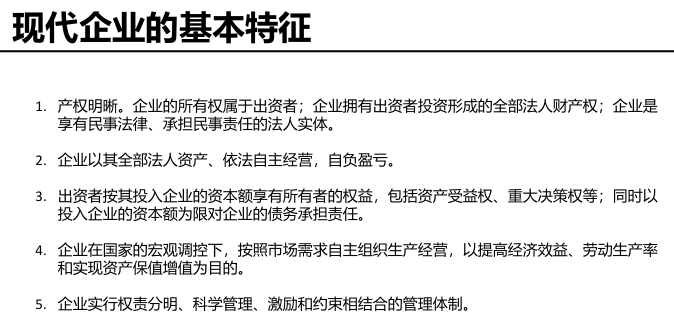 现代企业的基本特征
1. 产权明晰。企业的所有权属于出资者；企业拥有出资者投资形成的全部法人财产权；企业是
享有民事法律、承担民事责任的法人实体。
2. 企业以其全部法人资产、依法自主经营，自负盈亏。
3. 出资者按其投入企业的资本额享有所有者的权益，包括资产受益权、重大决策权等；同时以
投入企业的资本额为限对企业的债务承担责任。
4. 企业在国家的宏观调控下，按照市场需求自主组织生产经营，以提高经济效益、劳动生产率
和实现资产保值增值为目的。
5. 企业实行权责分明、科学管理、激励和约束相结合的管理体制。